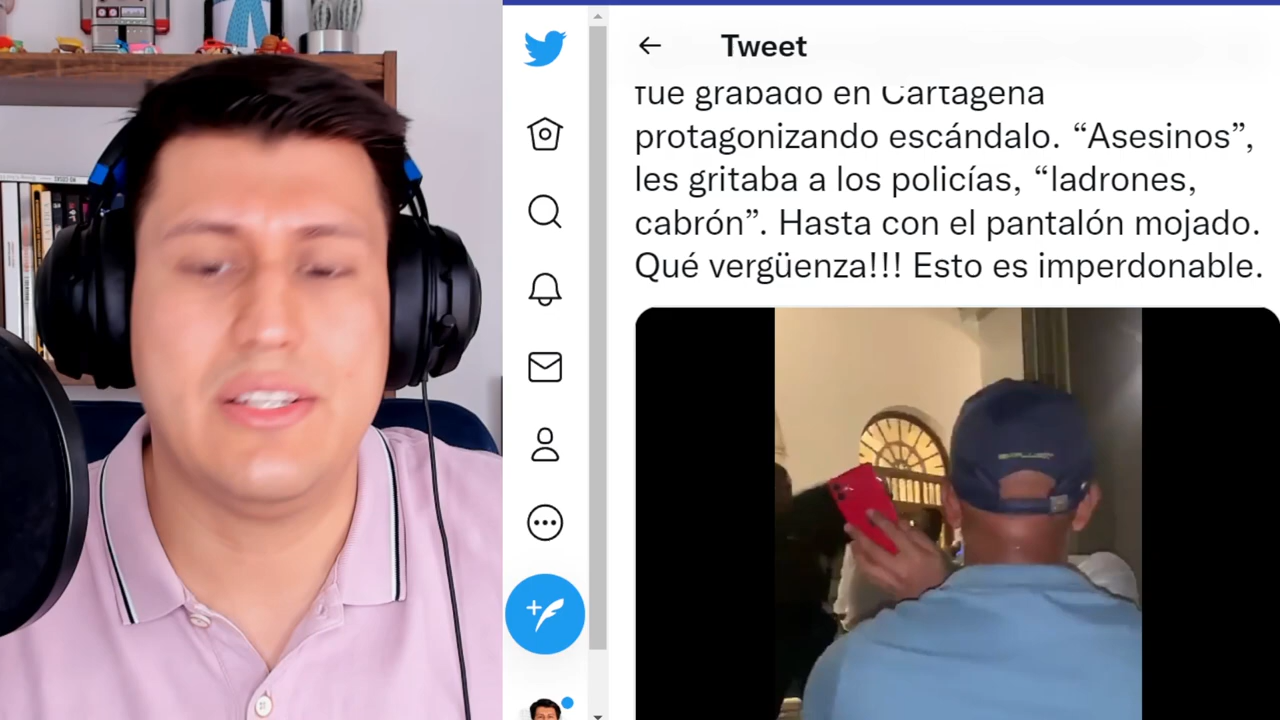 Tweet
fue grabado en Cartagena
protagonizando escándalo. “Asesinos”,
les gritaba a los policías, “ladrones,
cabrón”. Hasta con el pantalón mojado.
Qué vergüenza!!! Esto es imperdonable.